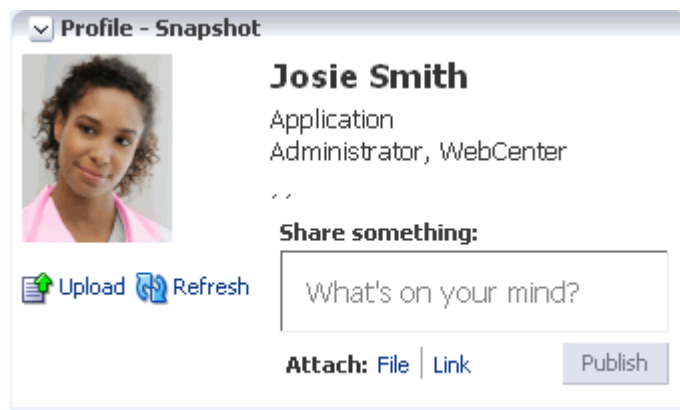 Profile - Snapshot
Josie Smith
Application
Administrator, WebCenter
, ,
Share something:
Upload Refresh
What's on your mind?
Attach: File | Link
Publish